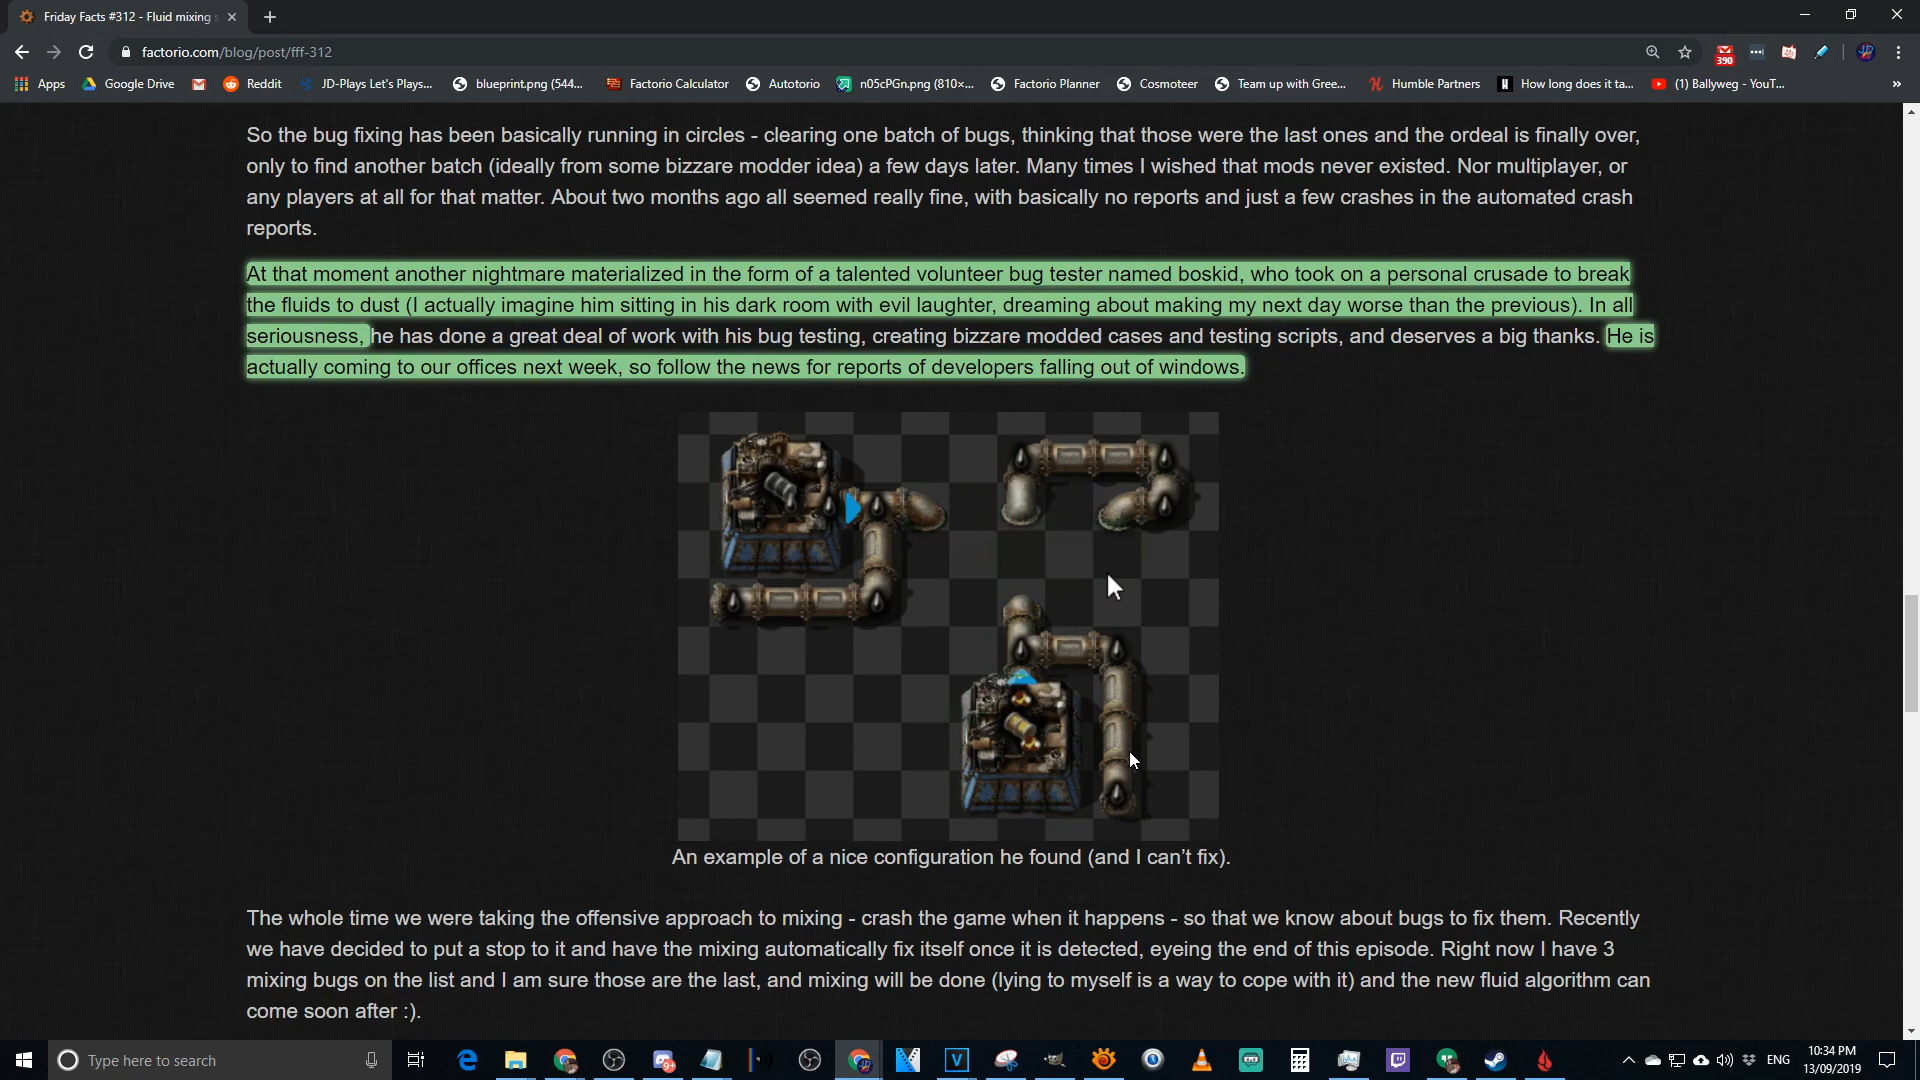 Friday Facts #312 - Fluid mixing s
factorio.com/blog/post/fff-312
390
Apps
Google Drive
Reddit
JD-Plays Let's Plays...
blueprint.png (544...
Factorio Calculator
Autotorio
n05cPGn.png (810×...
Factorio Planner
Cosmoteer
Team up with Gree...
Humble Partners
How long does it ta...
(1) Ballyweg - YouT...
»
So the bug fixing has been basically running in circles - clearing one batch of bugs, thinking that those were the last ones and the ordeal is finally over,
only to find another batch (ideally from some bizzare modder idea) a few days later. Many times I wished that mods never existed. Nor multiplayer, or
any players at all for that matter. About two months ago all seemed really fine, with basically no reports and just a few crashes in the automated crash
reports.
At that moment another nightmare materialized in the form of a talented volunteer bug tester named boskid, who took on a personal crusade to break
the fluids to dust (I actually imagine him sitting in his dark room with evil laughter, dreaming about making my next day worse than the previous). In all
seriousness, he has done a great deal of work with his bug testing, creating bizzare modded cases and testing scripts, and deserves a big thanks. He is
actually coming to our offices next week, so follow the news for reports of developers falling out of windows.
An example of a nice configuration he found (and I can’t fix).
The whole time we were taking the offensive approach to mixing - crash the game when it happens - so that we know about bugs to fix them. Recently
we have decided to put a stop to it and have the mixing automatically fix itself once it is detected, eyeing the end of this episode. Right now I have 3
mixing bugs on the list and I am sure those are the last, and mixing will be done (lying to myself is a way to cope with it) and the new fluid algorithm can
come soon after :).
Type here to search
ENG
10:34 PM
13/09/2019